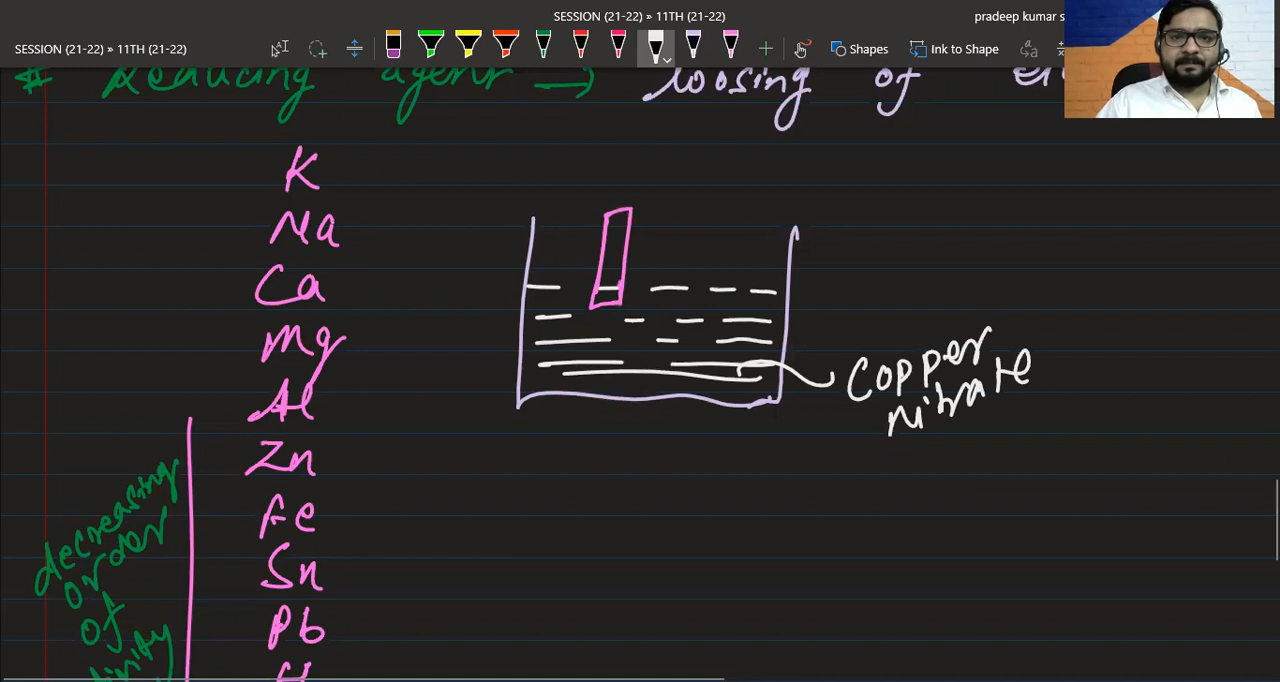 SESSION (21-22) » 11TH (21-22)
pradeep kumar s
SESSION (21-22) » 11TH (21-22)
Shapes
Ink to Shape
# Reducing agent → loosing of
K
Na
Ca
Mg
Al
Zn
Fe
Sn
Pb
H
Copper
nitrate
decreasing
order
of